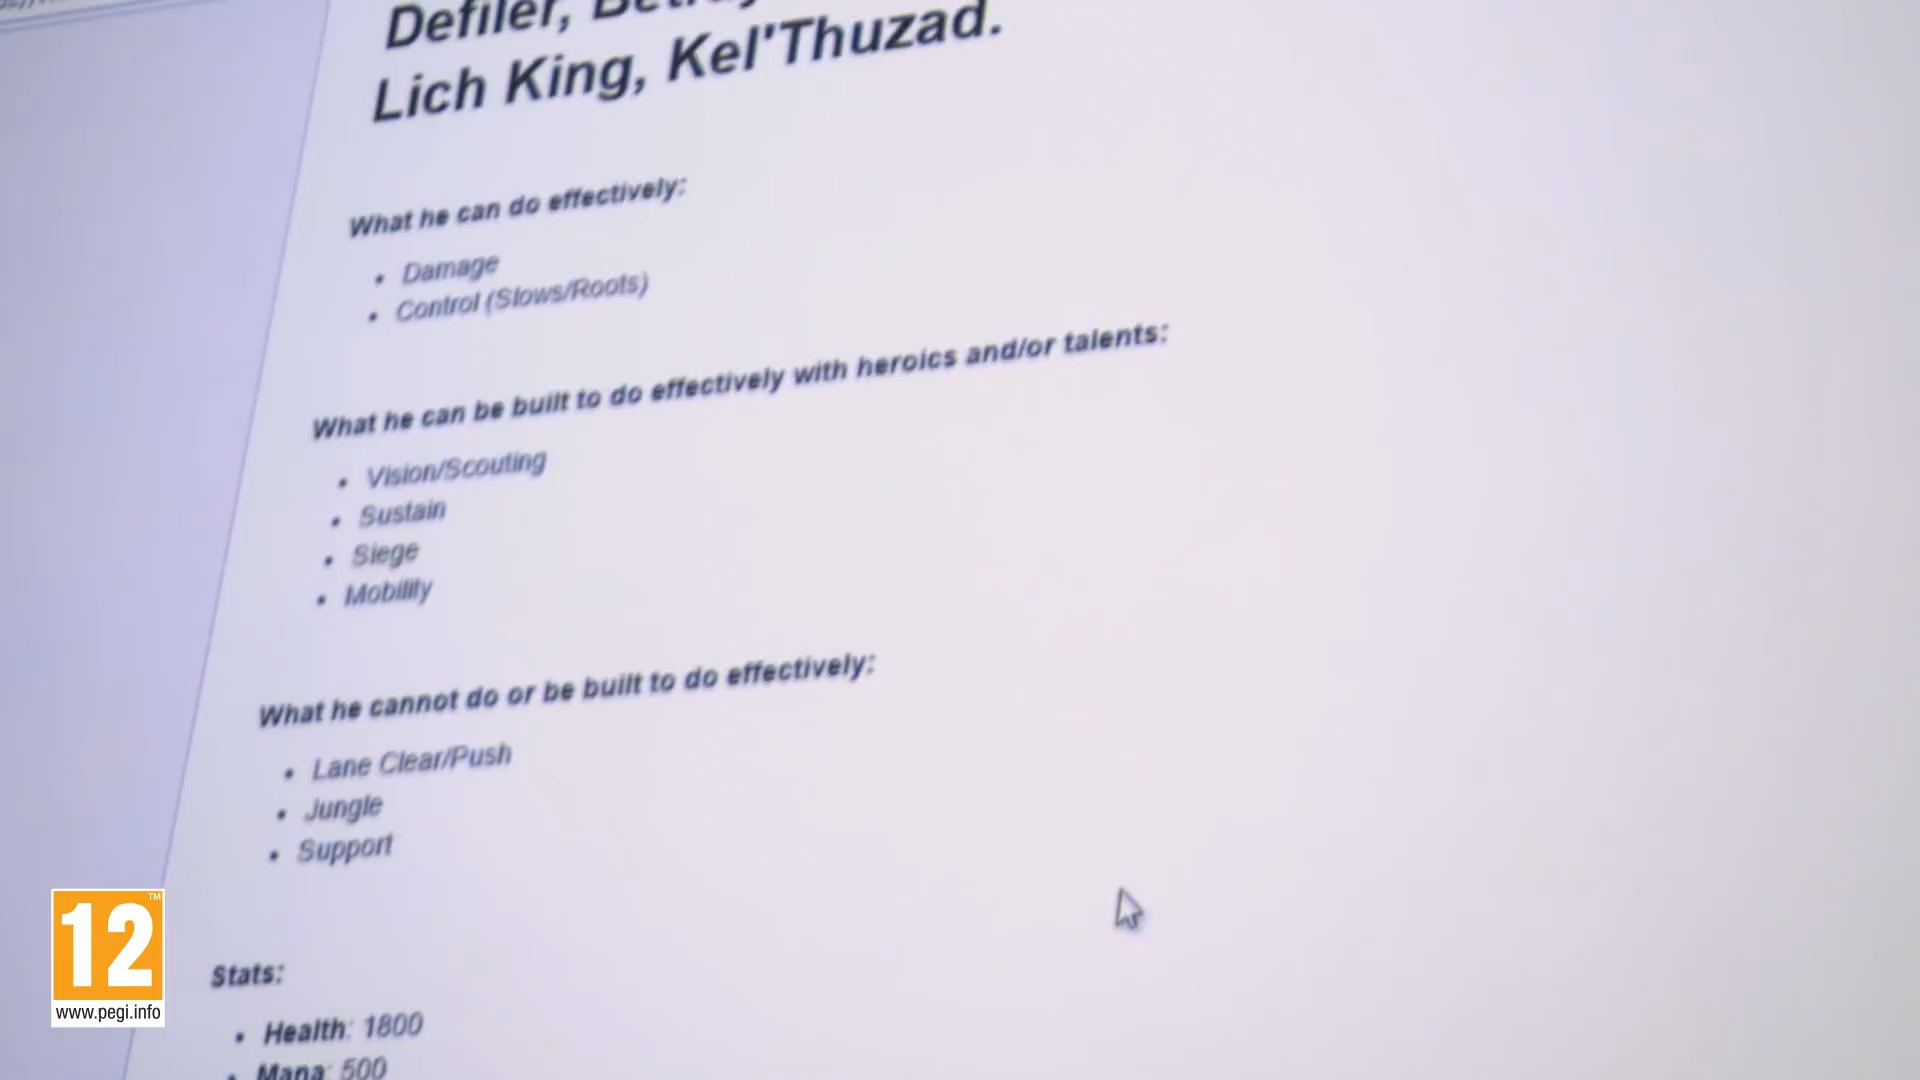 Defiler,
Lich King, Kel'Thuzad.
What he can do effectively:
• Damage
• Control (Slows/Roots)
What he can be built to do effectively with heroics and/or talents:
• Vision/Scouting
• Sustain
• Siege
• Mobility
What he cannot do or be built to do effectively:
• Lane Clear/Push
• Jungle
• Support
Stats:
• Health: 1800
• Mana: 500
12™
www.pegi.info